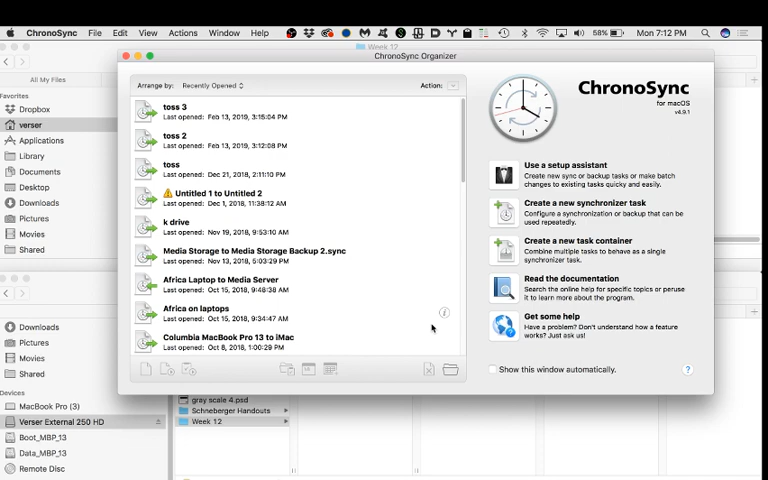 ChronoSync File Edit View Actions Window Help 58% Mon 7:12 PM
Week 12
ChronoSync Organizer
All My Files
Favorites
Dropbox
verser
Applications
Library
Documents
Desktop
Downloads
Pictures
Movies
Shared
Arrange by: Recently Opened Action:
toss 3
Last opened: Feb 13, 2019, 3:15:04 PM
toss 2
Last opened: Feb 13, 2019, 3:12:08 PM
toss
Last opened: Dec 21, 2018, 2:11:10 PM
Untitled 1 to Untitled 2
Last opened: Dec 1, 2018, 11:38:12 AM
k drive
Last opened: Nov 19, 2018, 9:53:10 AM
Media Storage to Media Storage Backup 2.sync
Last opened: Nov 13, 2018, 5:03:29 PM
Africa Laptop to Media Server
Last opened: Oct 15, 2018, 9:48:38 AM
Africa on laptops
Last opened: Oct 15, 2018, 9:34:47 AM
Columbia MacBook Pro 13 to iMac
Last opened: Oct 8, 2018, 1:00:29 PM
ChronoSync
for macOS
v4.9.1
Use a setup assistant
Create new sync or backup tasks or make batch
changes to existing tasks quickly and easily.
Create a new synchronizer task
Configure a synchronization or backup that can be
used repeatedly.
Create a new task container
Combine multiple tasks to behave as a single
synchronizer task.
Read the documentation
Search the online help for specific topics or peruse
it to learn more about the program.
Get some help
Have a problem? Don't understand how a feature
works? Just ask us!
Show this window automatically. ?
Downloads
Pictures
Movies
Shared
Devices
MacBook Pro (3)
Verser External 250 HD
Boot_MBP_13
Data_MBP_13
Remote Disc
gray scale 4.psd
Schneberger Handouts
Week 12